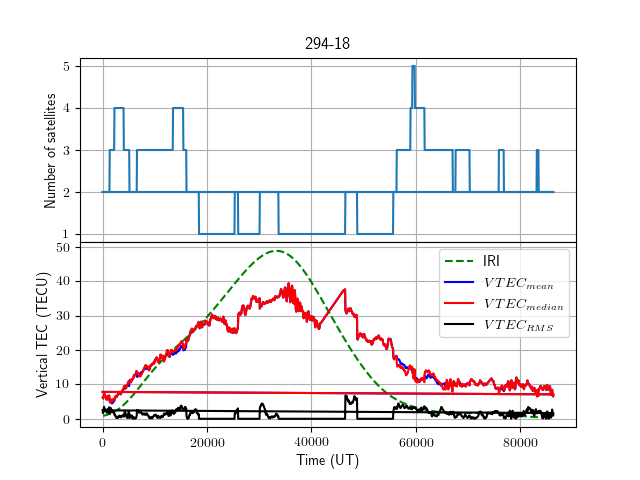 294-18
Number of satellites
5
4
3
2
1
Vertical TEC (TECU)
50
40
30
20
10
0
IRI
VTEC_mean
VTEC_median
VTEC_RMS
0 20000 40000 60000 80000
Time (UT)